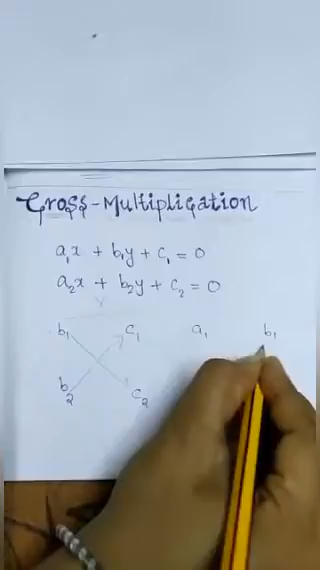 Cross-Multiplication
a₁x + b₁y + c₁ = 0
a₂x + b₂y + c₂ = 0
b₁ c₁ a₁ b₁
b₂ c₂